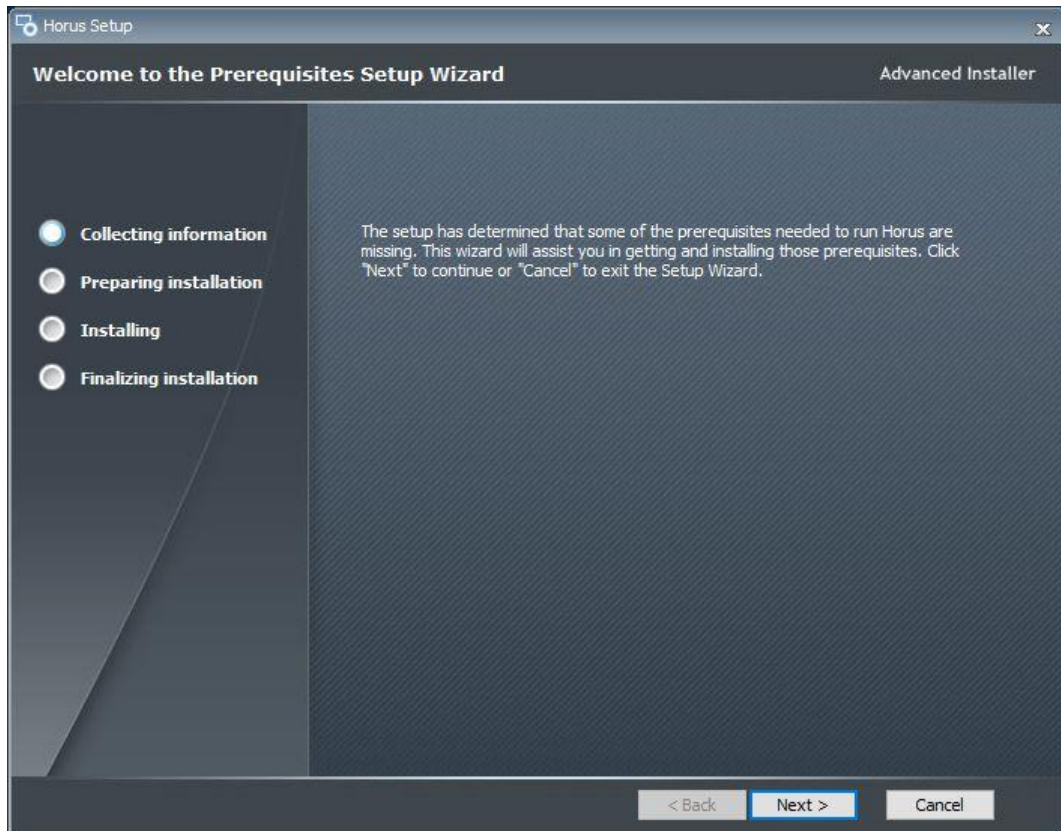 Horus Setup
Welcome to the Prerequisites Setup Wizard
Advanced Installer
Collecting information
Preparing installation
Installing
Finalizing installation
The setup has determined that some of the prerequisites needed to run Horus are
missing. This wizard will assist you in getting and installing those prerequisites. Click
"Next" to continue or "Cancel" to exit the Setup Wizard.
< Back
Next >
Cancel